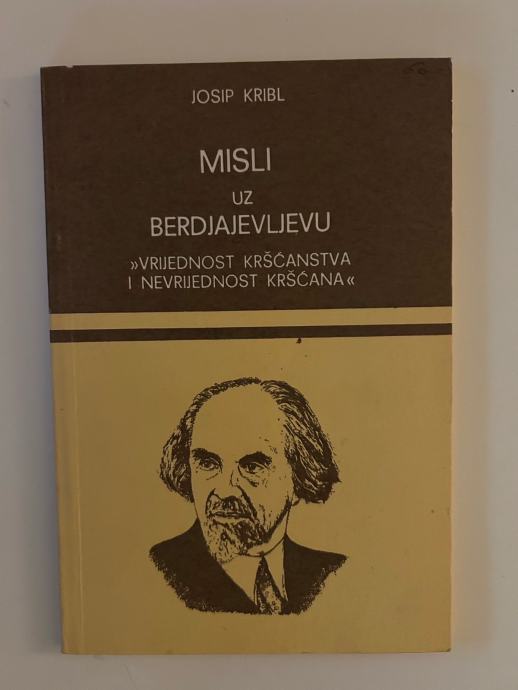 JOSIP KRIBL
MISLI
UZ
BERDJAJEVLJEVU
»VRIJEDNOST KRŠĆANSTVA
I NEVRIJEDNOST KRŠĆANA«